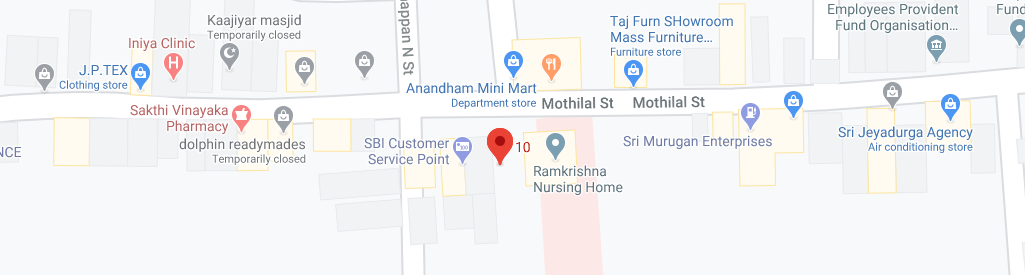 Kaajiyar masjid
Temporarily closed
Iniya Clinic
J.P.TEX
Clothing store
Sakthi Vinayaka
Pharmacy
dolphin readymades
Temporarily closed
appan N St
Taj Furn SHowroom
Mass Furniture...
Furniture store
Employees Provident
Fund Organisation...
Fund
Anandham Mini Mart
Department store
Mothilal St
Mothilal St
SBI Customer
Service Point
10
Ramkrishna
Nursing Home
Sri Murugan Enterprises
Sri Jeyadurga Agency
Air conditioning store
NCE